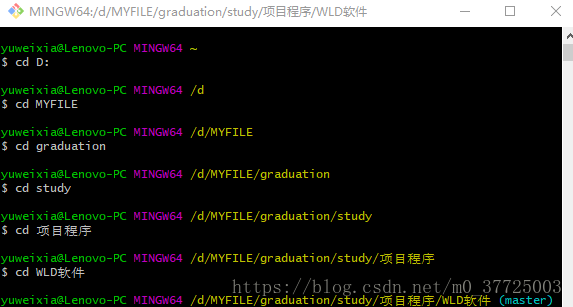 MINGW64:/d/MYFILE/graduation/study/项目程序/WLD软件
yuweixia@Lenovo-PC MINGW64 ~
$ cd D:
yuweixia@Lenovo-PC MINGW64 /d
$ cd MYFILE
yuweixia@Lenovo-PC MINGW64 /d/MYFILE
$ cd graduation
yuweixia@Lenovo-PC MINGW64 /d/MYFILE/graduation
$ cd study
yuweixia@Lenovo-PC MINGW64 /d/MYFILE/graduation/study
$ cd 项目程序
yuweixia@Lenovo-PC MINGW64 /d/MYFILE/graduation/study/项目程序
$ cd WLD软件
https://blog.csdn.net/m0_37725003
yuweixia@Lenovo-PC MINGW64 /d/MYFILE/graduation/study/项目程序/WLD软件 (master)